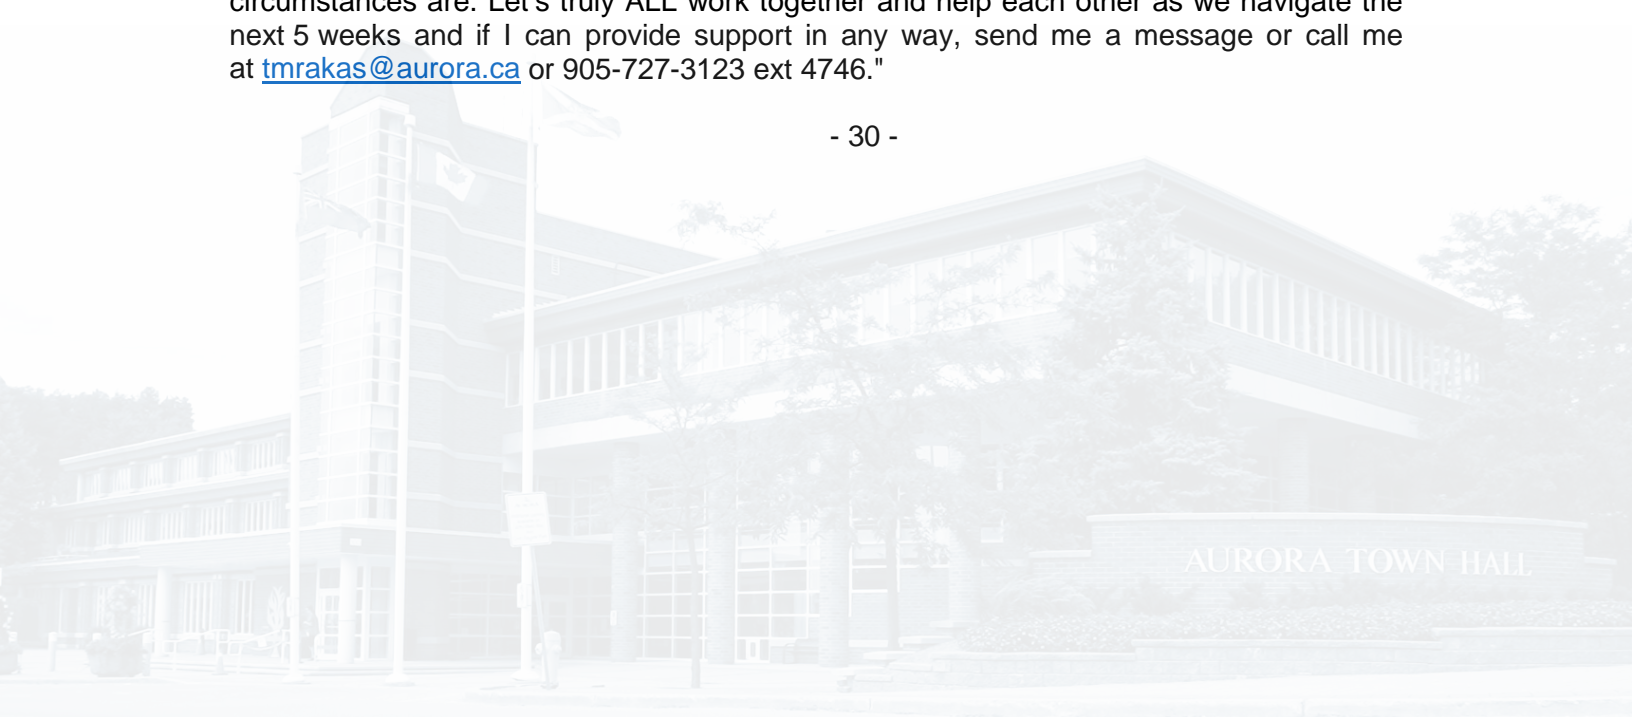 circumstances are. Let's truly ALL work together and help each other as we navigate the
next 5 weeks and if I can provide support in any way, send me a message or call me
at tmrakas@aurora.ca or 905-727-3123 ext 4746."
- 30 -
AURORA TOWN HALL